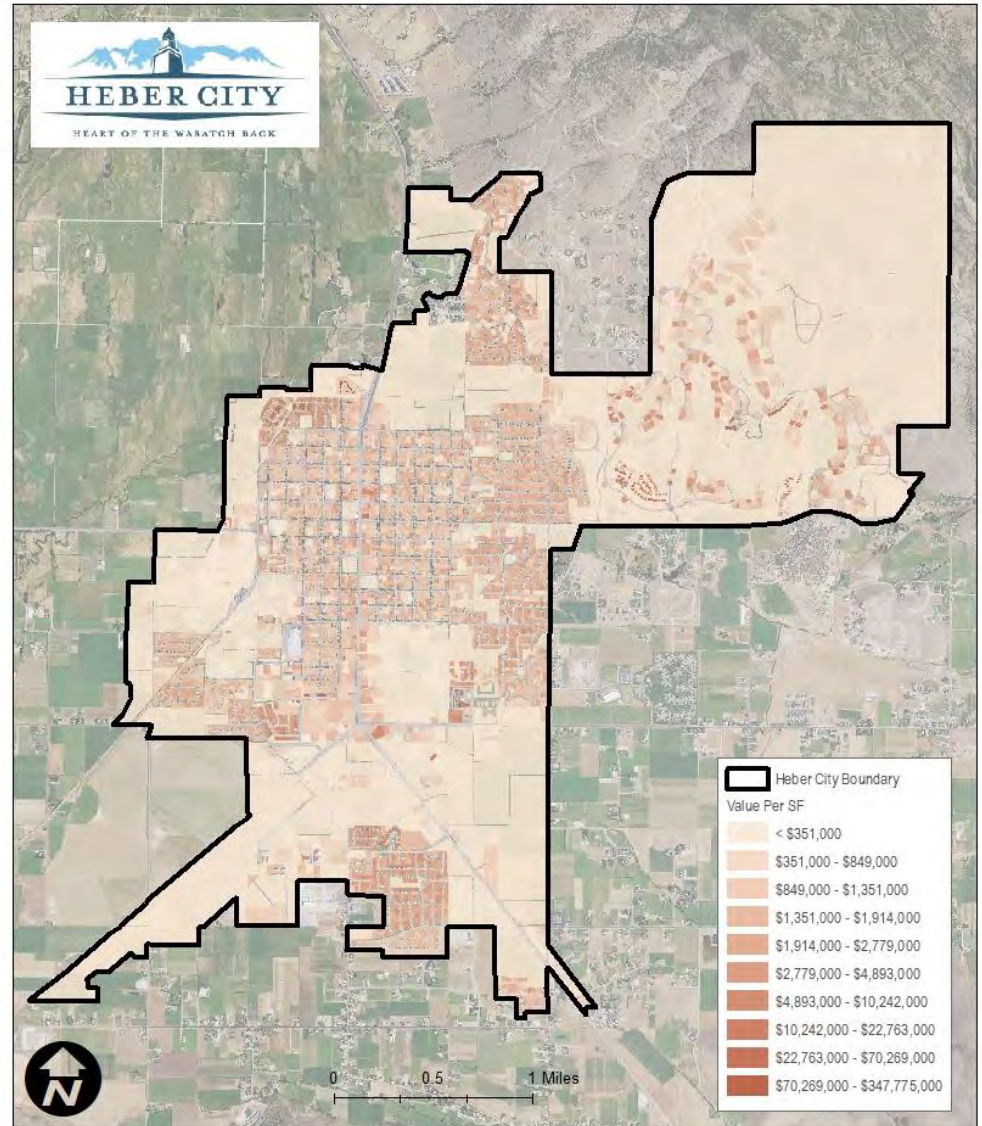 HEBER CITY
HEART OF THE WASATCH BACK
Heber City Boundary
Value Per SF
< $351,000
$351,000 - $849,000
$849,000 - $1,351,000
$1,351,000 - $1,914,000
$1,914,000 - $2,779,000
$2,779,000 - $4,893,000
$4,893,000 - $10,242,000
$10,242,000 - $22,763,000
$22,763,000 - $70,269,000
$70,269,000 - $347,775,000
N
0 0.5 1 Miles